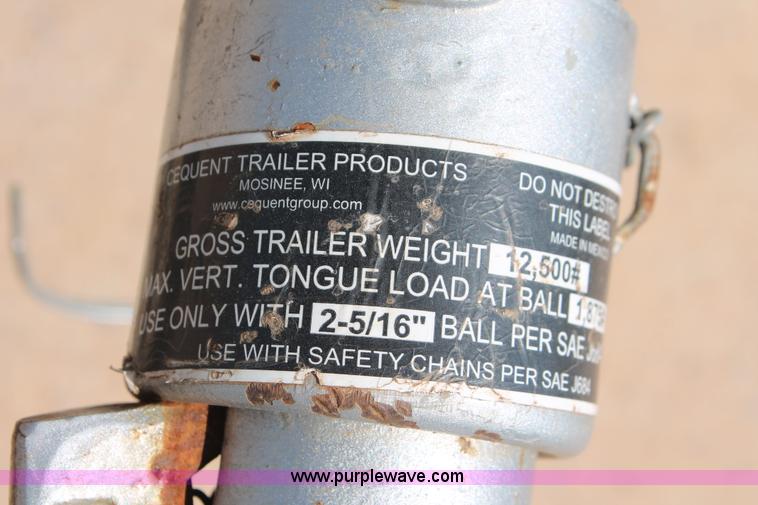 CEQUENT TRAILER PRODUCTS
MOSINEE, WI
www.cequentgroup.com
DO NOT DESTR
THIS LABEL
MADE IN MEXICO
GROSS TRAILER WEIGHT 12,500#
MAX. VERT. TONGUE LOAD AT BALL
USE ONLY WITH 2-5/16" BALL PER SAE
USE WITH SAFETY CHAINS PER SAE J684
www.purplewave.com